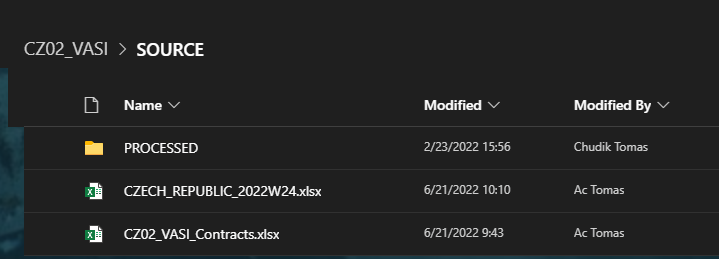 CZ02_VASI > SOURCE
Name Modified Modified By
PROCESSED 2/23/2022 15:56 Chudik Tomas
CZECH_REPUBLIC_2022W24.xlsx 6/21/2022 10:10 Ac Tomas
CZ02_VASI_Contracts.xlsx 6/21/2022 9:43 Ac Tomas